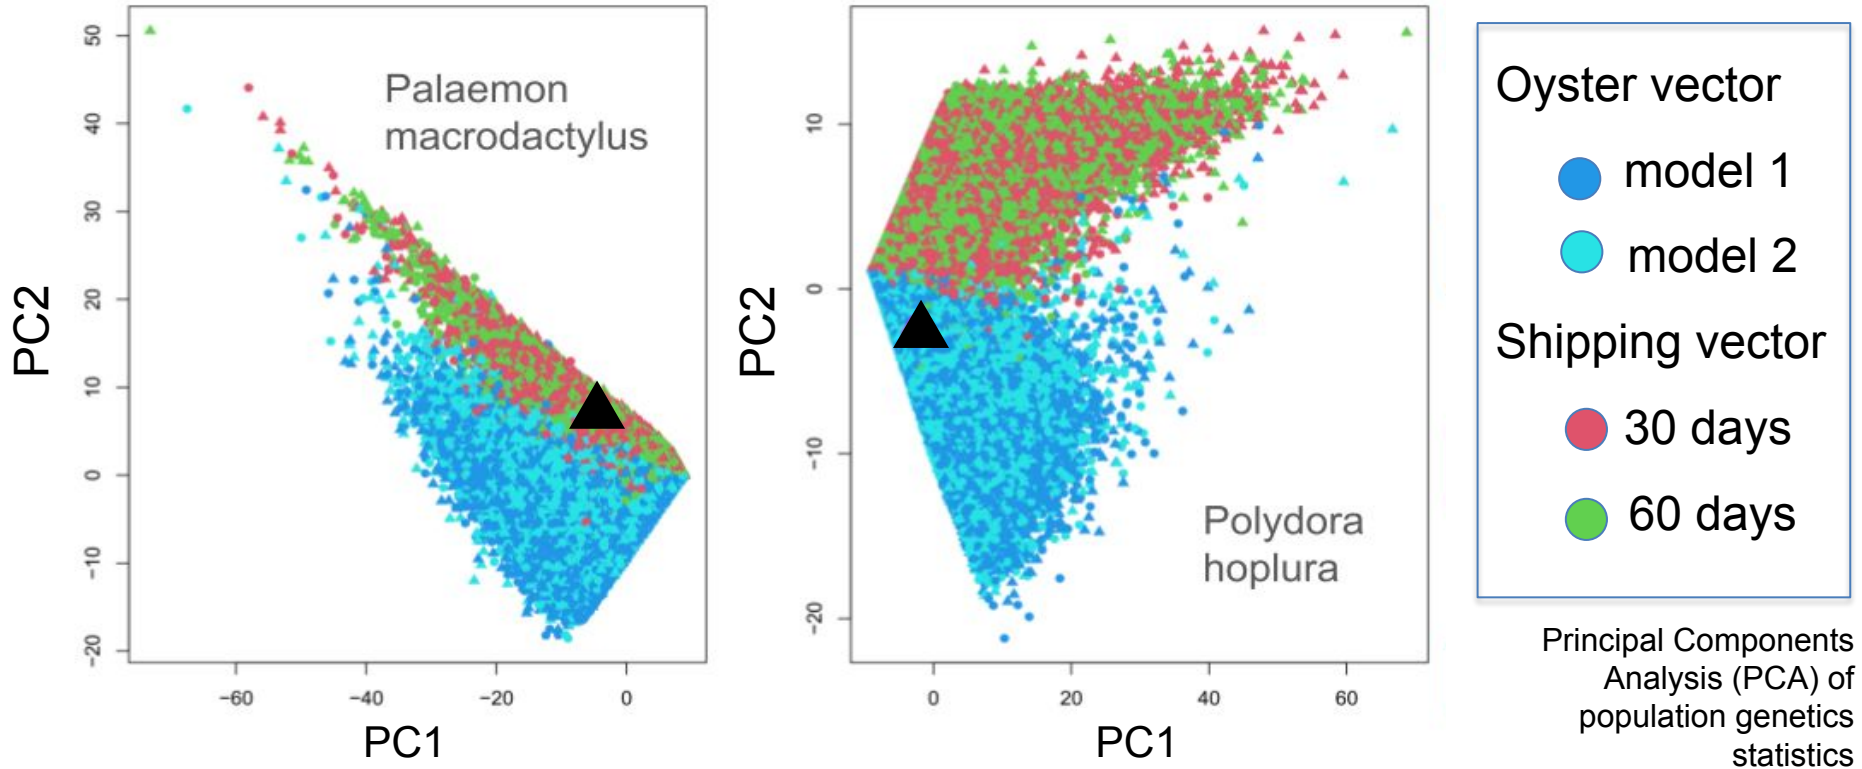 Palaemon
macrodactylus
PC2
50
40
30
20
10
0
−10
−20
−60
−40
−20
0
PC1
Polydora
hoplura
PC2
10
0
−10
−20
0
20
40
60
PC1
Oyster vector
model 1
model 2
Shipping vector
30 days
60 days
Principal Components
Analysis (PCA) of
population genetics
statistics